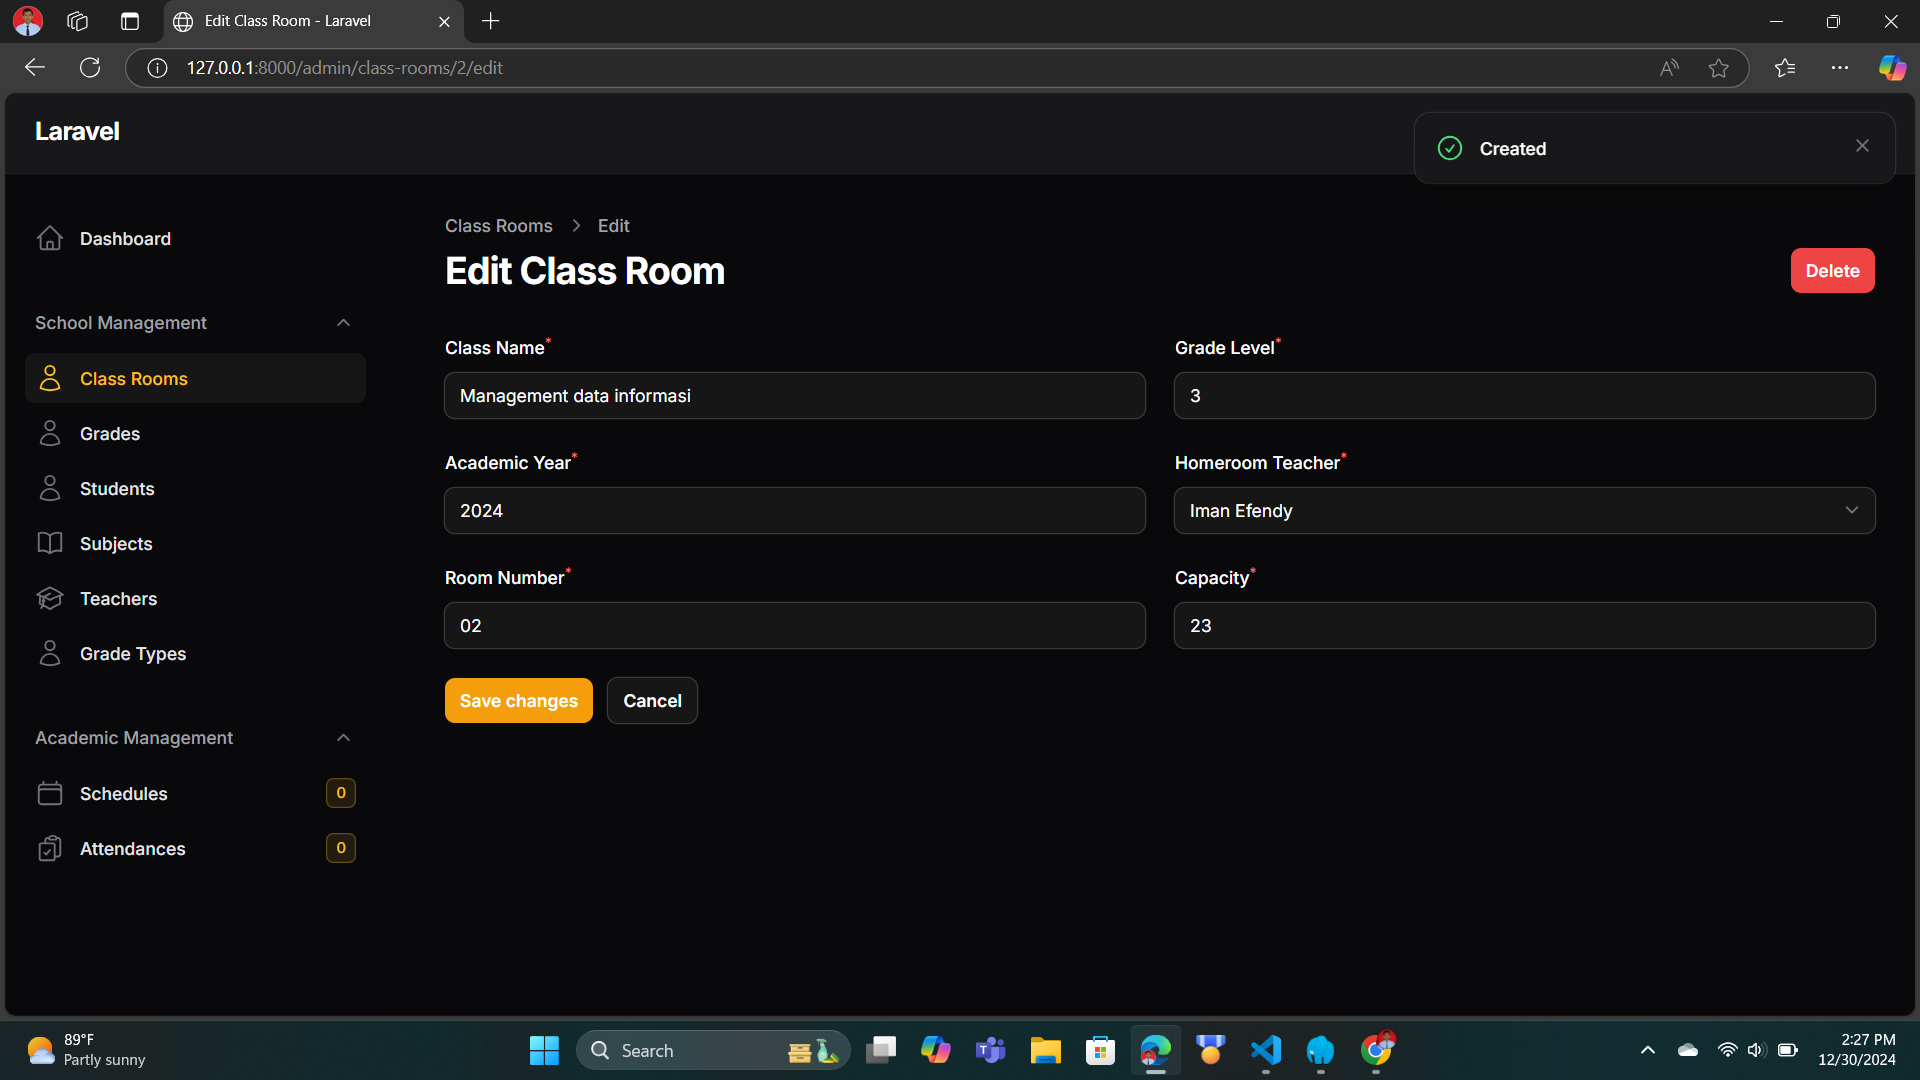 Edit Class Room - Laravel
127.0.0.1:8000/admin/class-rooms/2/edit
Laravel
Created
Dashboard
School Management
Class Rooms
Grades
Students
Subjects
Teachers
Grade Types
Academic Management
Schedules 0
Attendances 0
Class Rooms > Edit
Edit Class Room
Delete
Class Name*
Management data informasi
Grade Level*
3
Academic Year*
2024
Homeroom Teacher*
Iman Efendy
Room Number*
02
Capacity*
23
Save changes
Cancel
89°F
Partly sunny
Search
2:27 PM
12/30/2024